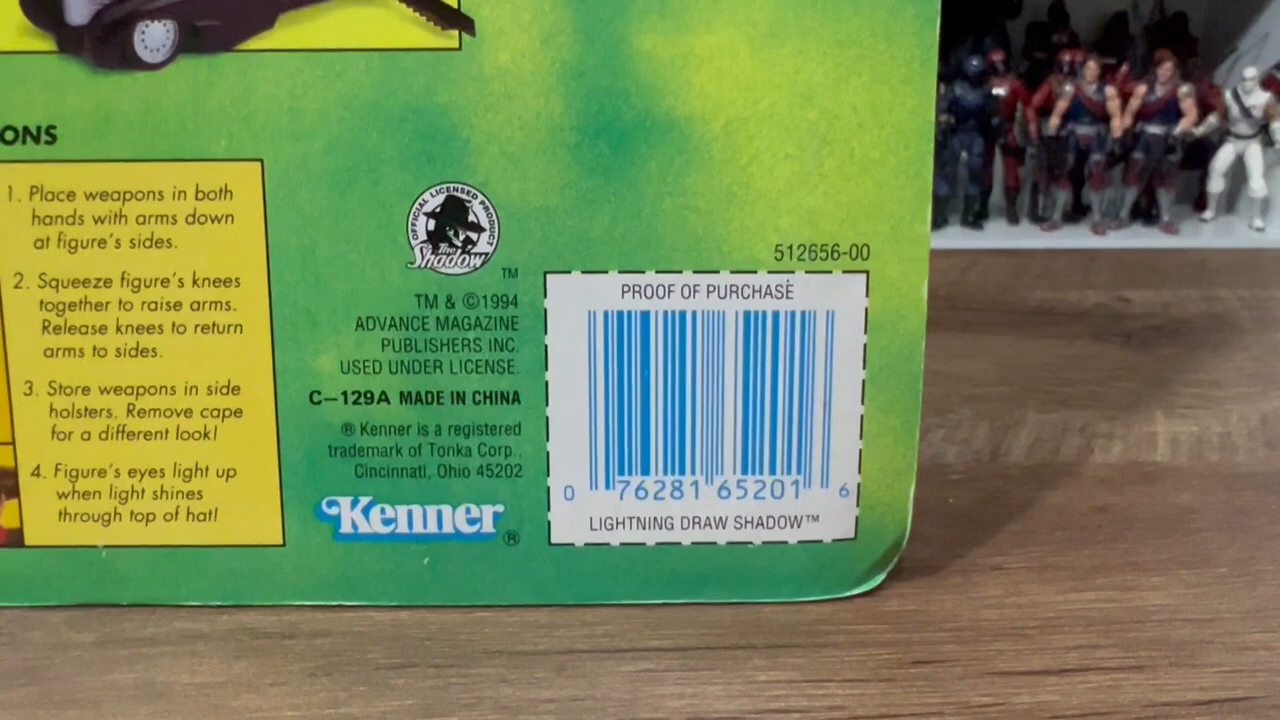 ONS
1. Place weapons in both
hands with arms down
at figure's sides.
2. Squeeze figure's knees
together to raise arms.
Release knees to return
arms to sides.
3. Store weapons in side
holsters. Remove cape
for a different look!
4. Figure's eyes light up
when light shines
through top of hat!
OFFICIAL LICENSED PRODUCT
The
Shadow
TM
TM & ©1994
ADVANCE MAGAZINE
PUBLISHERS INC.
USED UNDER LICENSE.
C-129A MADE IN CHINA
® Kenner is a registered
trademark of Tonka Corp.,
Cincinnati, Ohio 45202
Kenner®
512656-00
PROOF OF PURCHASE
0 76281 65201 6
LIGHTNING DRAW SHADOW™